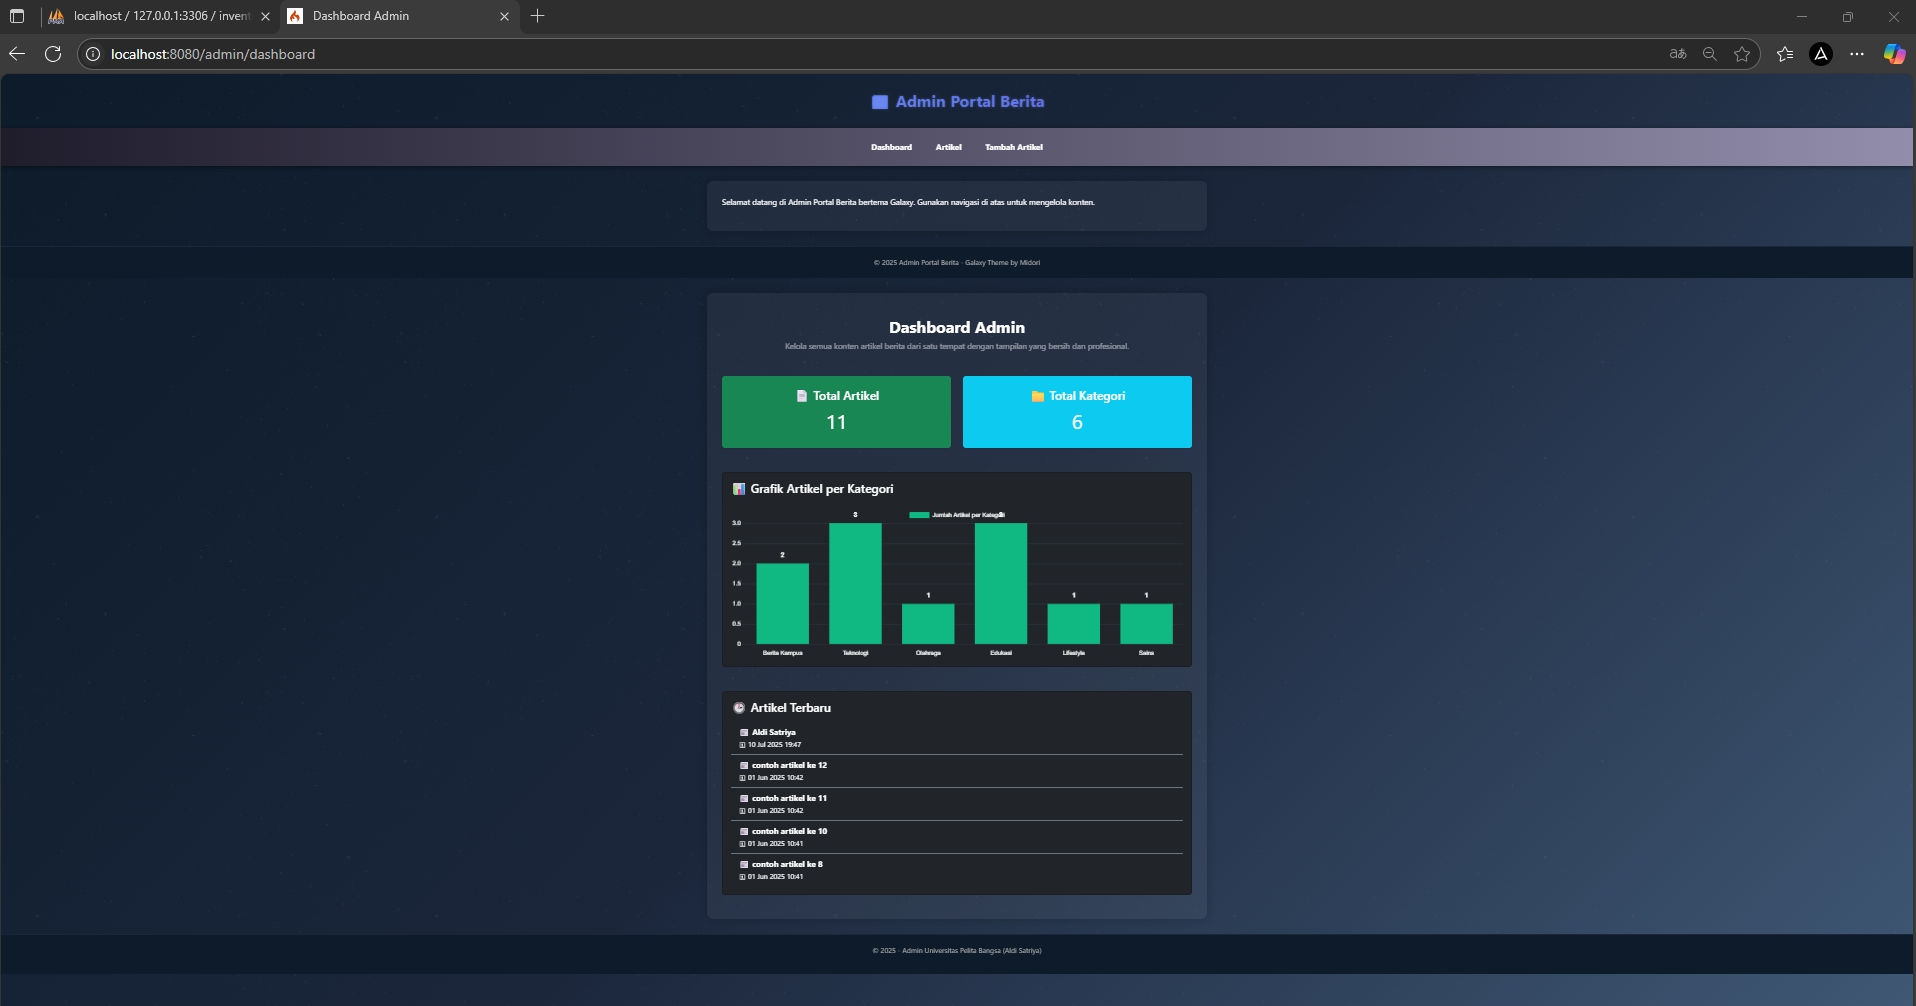 localhost / 127.0.0.1:3306 / invent
Dashboard Admin
localhost:8080/admin/dashboard
Admin Portal Berita
Dashboard Artikel Tambah Artikel
Selamat datang di Admin Portal Berita bertema Galaxy. Gunakan navigasi di atas untuk mengelola konten.
© 2025 Admin Portal Berita · Galaxy Theme by Midori
Dashboard Admin
Kelola semua konten artikel berita dari satu tempat dengan tampilan yang bersih dan profesional.
Total Artikel
11
Total Kategori
6
Grafik Artikel per Kategori
Jumlah Artikel per Kategori
3.0
2.5
2.0
1.5
1.0
0.5
0
2
3
1
3
1
1
Berita Kampus
Teknologi
Olahraga
Edukasi
Lifestyle
Sains
Artikel Terbaru
Aldi Satriya
10 Jul 2025 19:47
contoh artikel ke 12
01 Jun 2025 10:42
contoh artikel ke 11
01 Jun 2025 10:42
contoh artikel ke 10
01 Jun 2025 10:41
contoh artikel ke 8
01 Jun 2025 10:41
© 2025 · Admin Universitas Pelita Bangsa (Aldi Satriya)